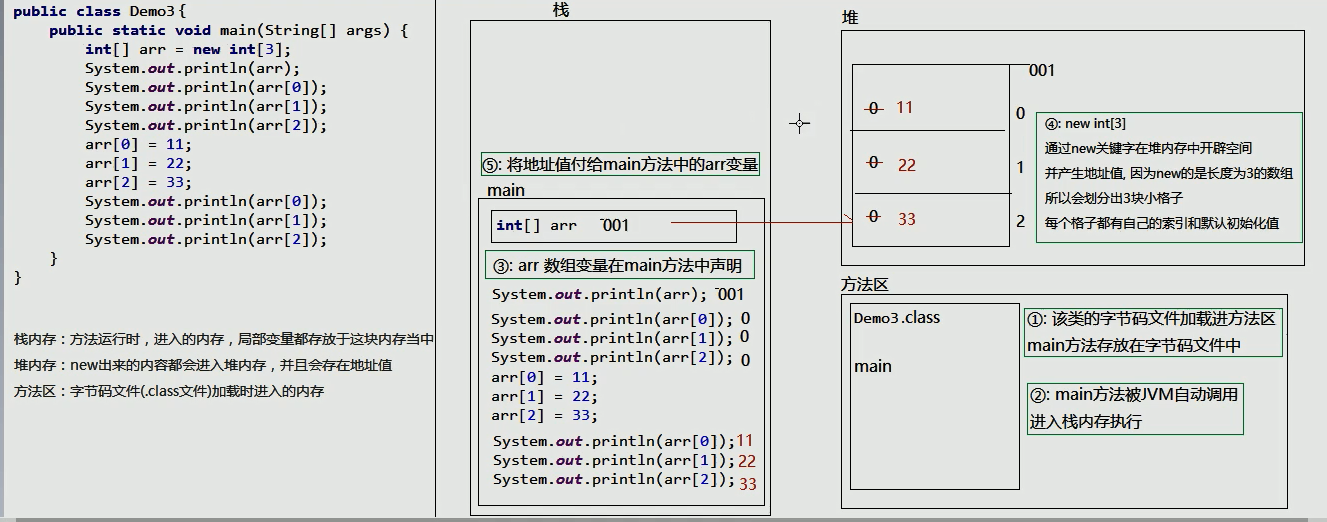 public class Demo3{
public static void main(String[] args) {
int[] arr = new int[3];
System.out.println(arr);
System.out.println(arr[0]);
System.out.println(arr[1]);
System.out.println(arr[2]);
arr[0] = 11;
arr[1] = 22;
arr[2] = 33;
System.out.println(arr[0]);
System.out.println(arr[1]);
System.out.println(arr[2]);
}
}
栈内存：方法运行时，进入的内存，局部变量都存放于这块内存当中
堆内存：new出来的内容都会进入堆内存，并且会存在地址值
方法区：字节码文件(.class文件)加载时进入的内存
栈
⑤: 将地址值付给main方法中的arr变量
main
int[] arr 001
③: arr 数组变量在main方法中声明
System.out.println(arr); 001
System.out.println(arr[0]); 0
System.out.println(arr[1]); 0
System.out.println(arr[2]); 0
arr[0] = 11;
arr[1] = 22;
arr[2] = 33;
System.out.println(arr[0]);11
System.out.println(arr[1]);22
System.out.println(arr[2]);33
堆
001
0 11 0
0 22 1
0 33 2
④: new int[3]
通过new关键字在堆内存中开辟空间
并产生地址值, 因为new的是长度为3的数组
所以会划分出3块小格子
每个格子都有自己的索引和默认初始化值
方法区
Demo3.class
main
①: 该类的字节码文件加载进方法区
main方法存放在字节码文件中
②: main方法被JVM自动调用
进入栈内存执行